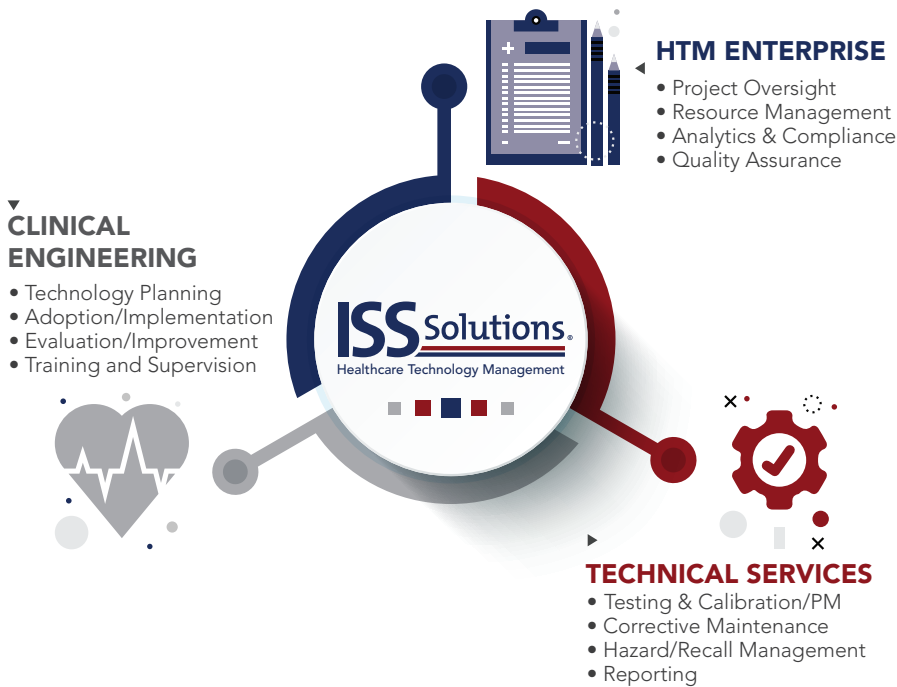 HTM ENTERPRISE
• Project Oversight
• Resource Management
• Analytics & Compliance
• Quality Assurance
CLINICAL
ENGINEERING
• Technology Planning
• Adoption/Implementation
• Evaluation/Improvement
• Training and Supervision
ISS Solutions®
Healthcare Technology Management
TECHNICAL SERVICES
• Testing & Calibration/PM
• Corrective Maintenance
• Hazard/Recall Management
• Reporting